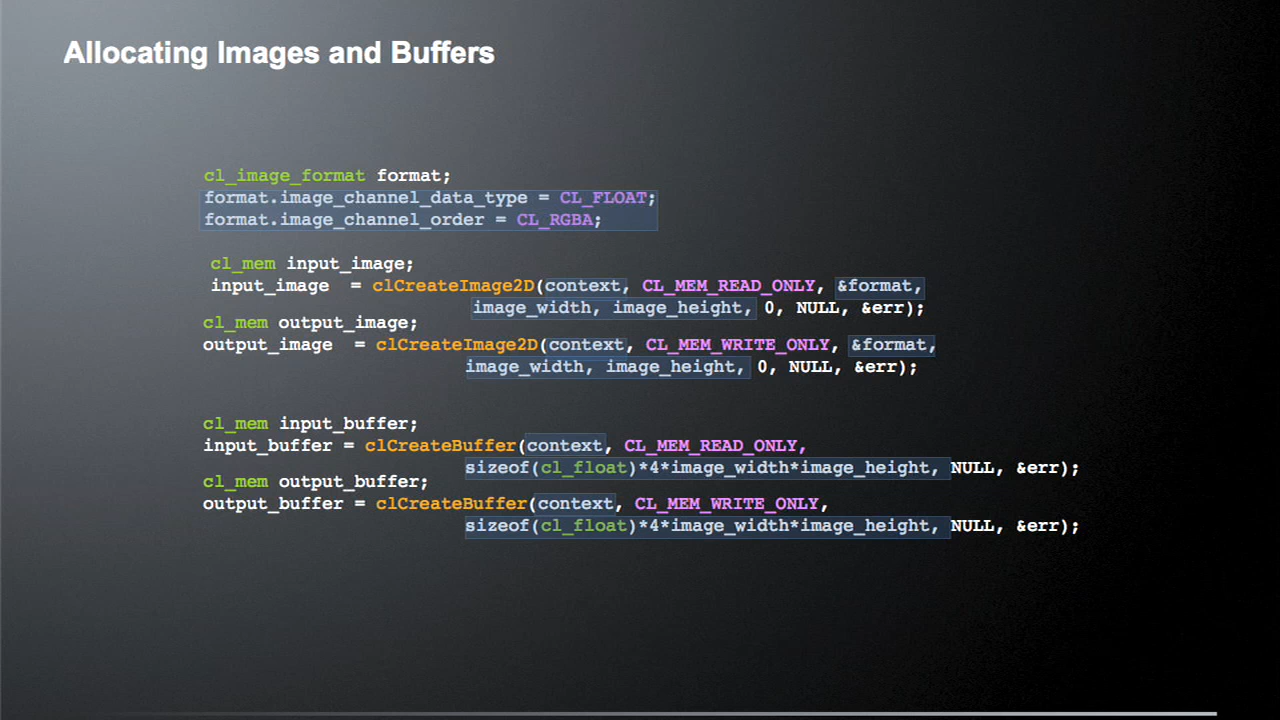 Allocating Images and Buffers
cl_image_format format;
format.image_channel_data_type = CL_FLOAT;
format.image_channel_order = CL_RGBA;
cl_mem input_image;
input_image = clCreateImage2D(context, CL_MEM_READ_ONLY, &format,
image_width, image_height, 0, NULL, &err);
cl_mem output_image;
output_image = clCreateImage2D(context, CL_MEM_WRITE_ONLY, &format,
image_width, image_height, 0, NULL, &err);
cl_mem input_buffer;
input_buffer = clCreateBuffer(context, CL_MEM_READ_ONLY,
sizeof(cl_float)*4*image_width*image_height, NULL, &err);
cl_mem output_buffer;
output_buffer = clCreateBuffer(context, CL_MEM_WRITE_ONLY,
sizeof(cl_float)*4*image_width*image_height, NULL, &err);